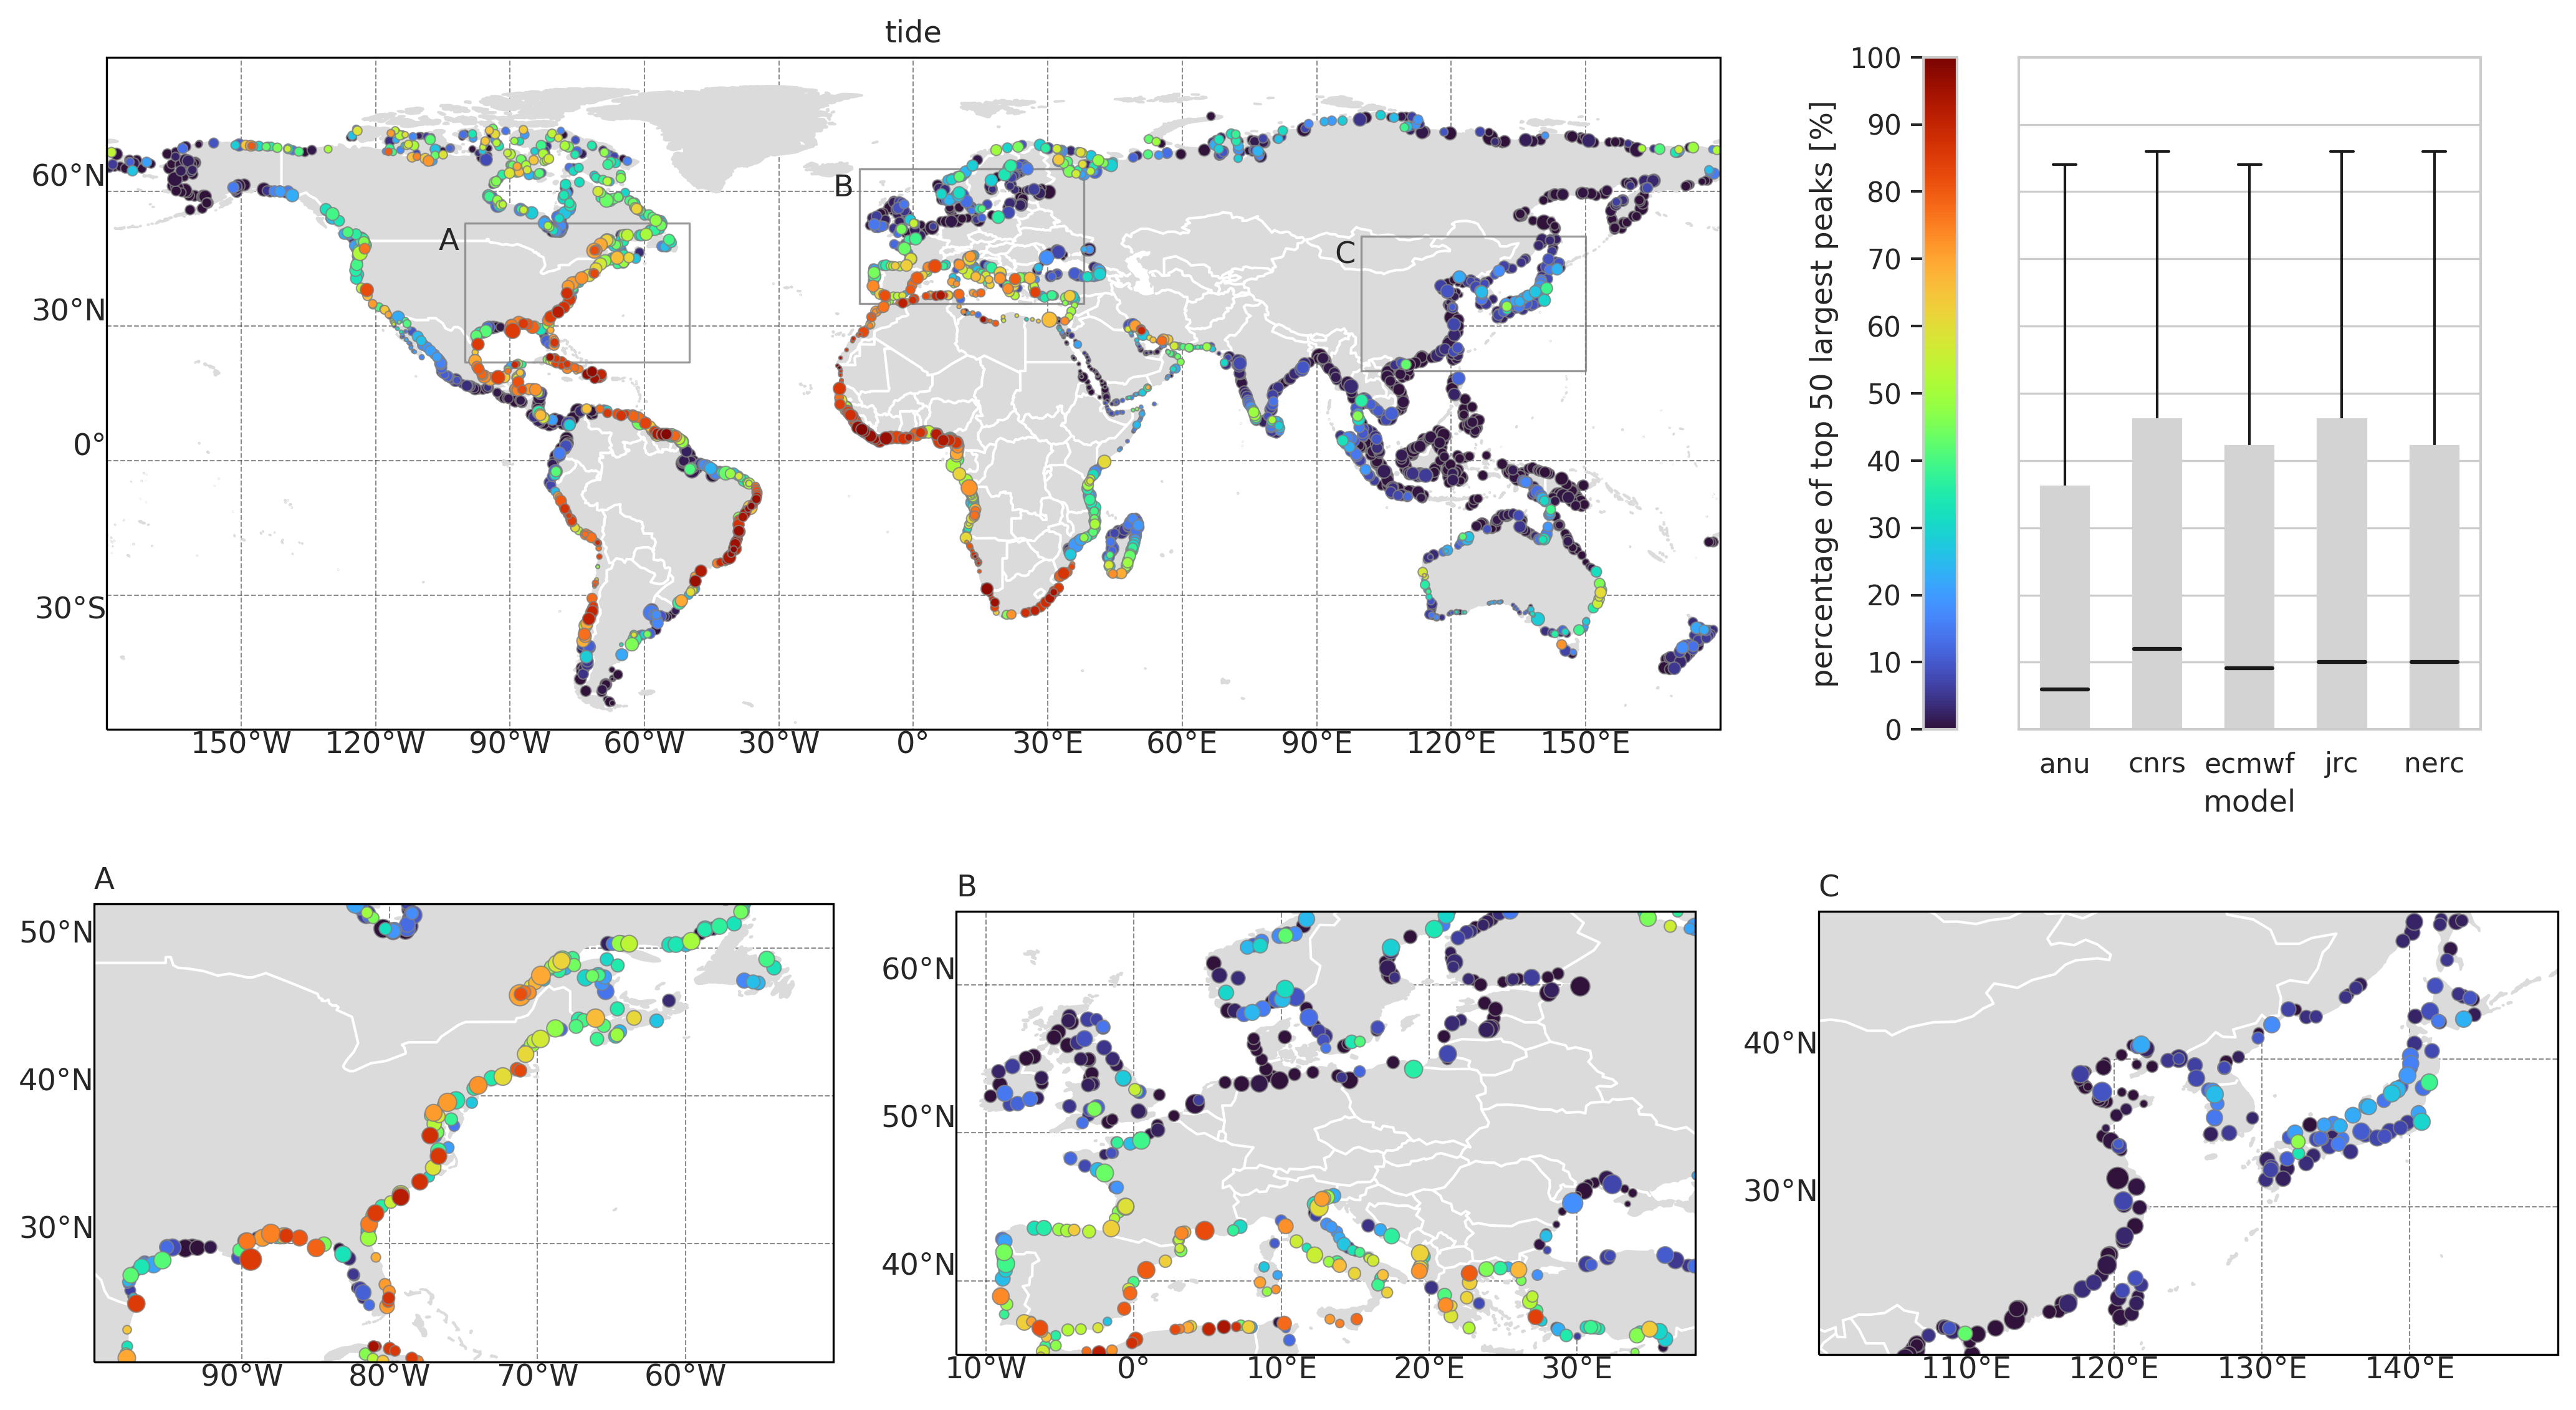 tide
60°N
30°N
0°
30°S
150°W 120°W 90°W 60°W 30°W 0° 30°E 60°E 90°E 120°E 150°E
A
B
C
percentage of top 50 largest peaks [%]
100
90
80
70
60
50
40
30
20
10
0
anu cnrs ecmwf jrc nerc
model
A
50°N
40°N
30°N
90°W 80°W 70°W 60°W
B
60°N
50°N
40°N
10°W 0° 10°E 20°E 30°E
C
40°N
30°N
110°E 120°E 130°E 140°E